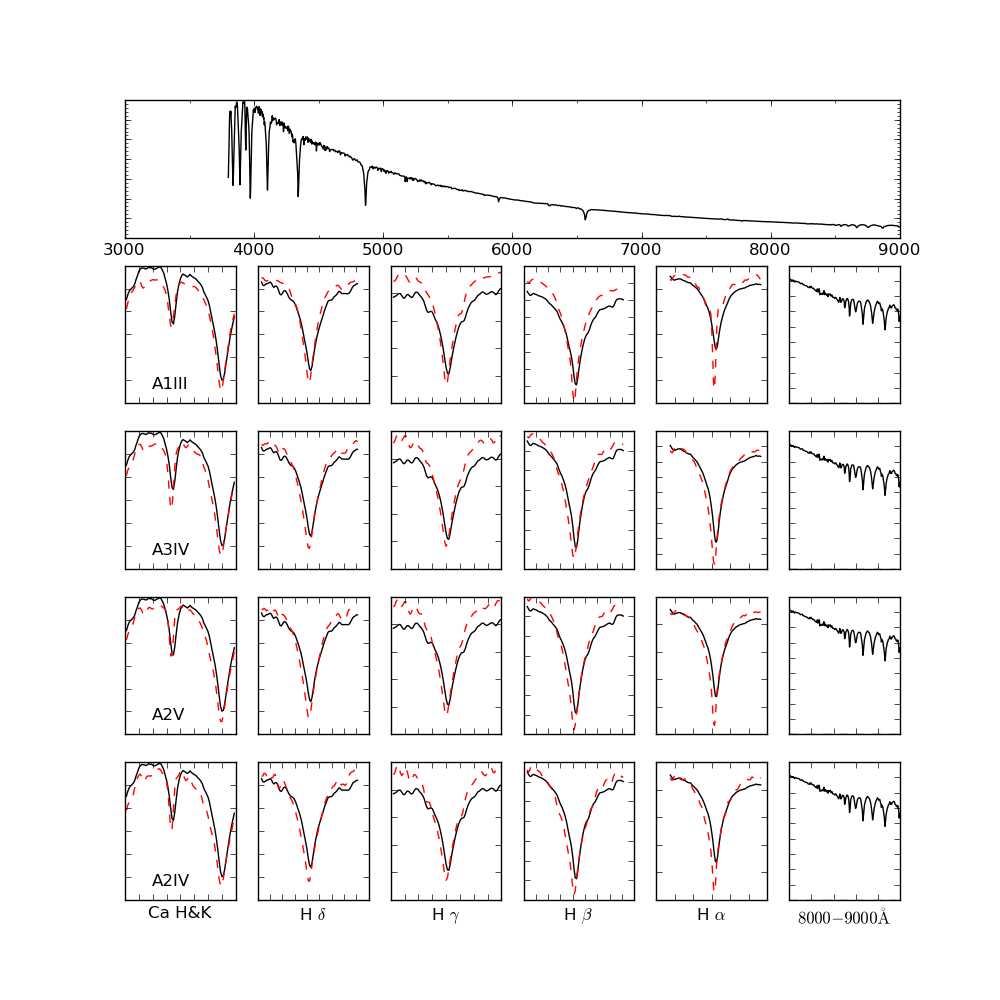 3000 4000 5000 6000 7000 8000 9000
A1III
A3IV
A2V
A2IV
Ca H&K H δ H γ H β H α 8000−9000Å